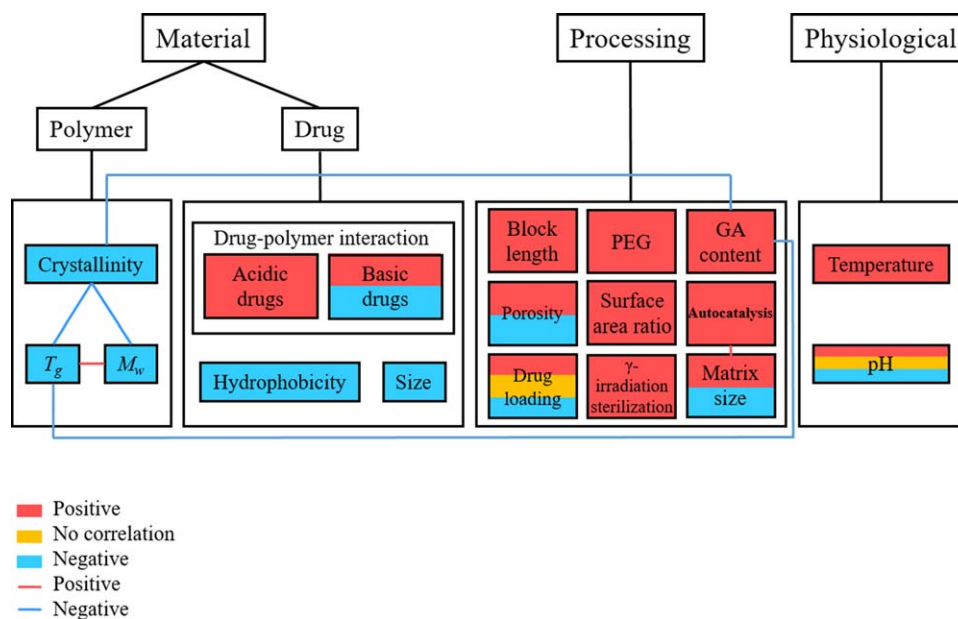 Material
Processing
Physiological
Polymer
Drug
Crystallinity
Tg
Mw
Drug-polymer interaction
Acidic
drugs
Basic
drugs
Hydrophobicity
Size
Block
length
PEG
GA
content
Porosity
Surface
area ratio
Autocatalysis
Drug
loading
γ-
irradiation
sterilization
Matrix
size
Temperature
pH
Positive
No correlation
Negative
Positive
Negative